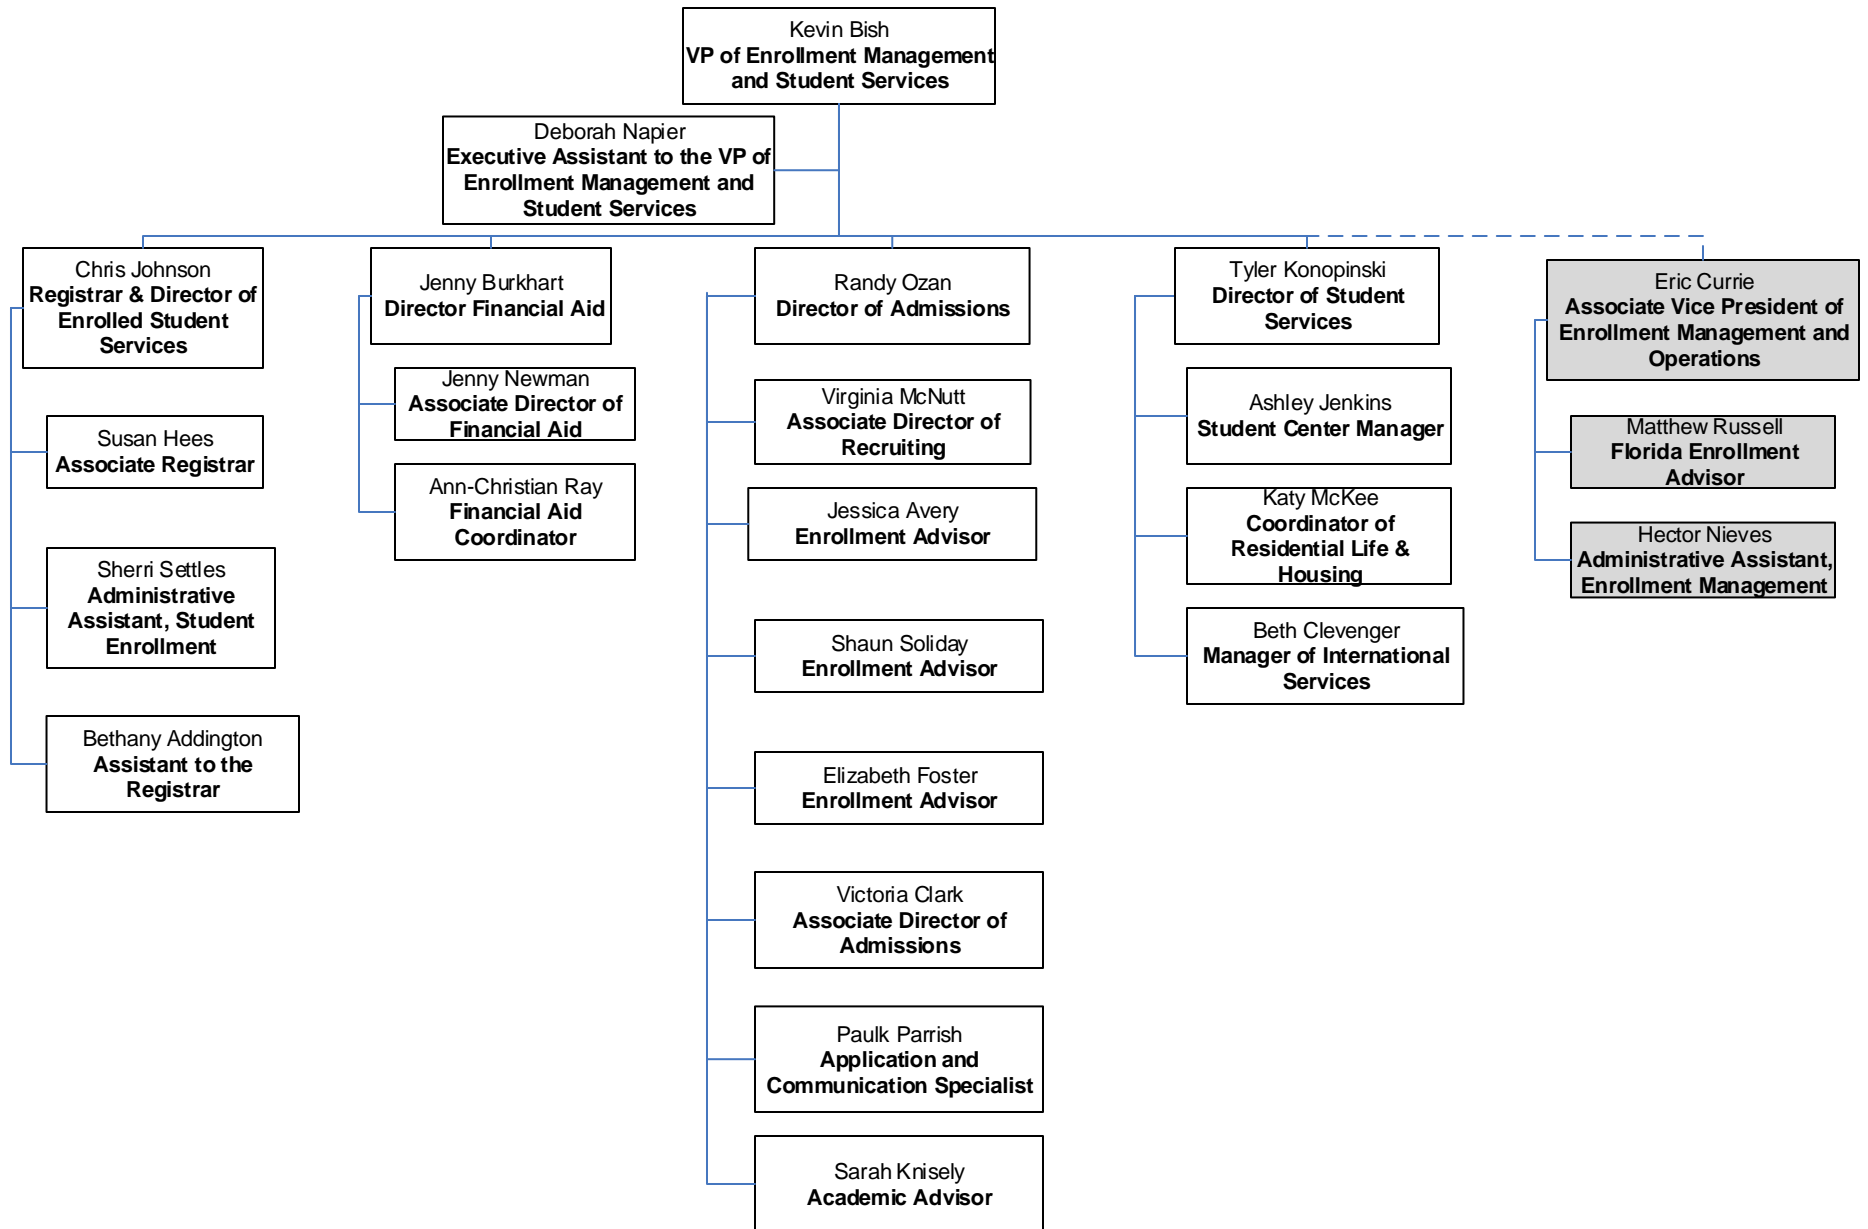 Kevin Bish
VP of Enrollment Management
and Student Services
Deborah Napier
Executive Assistant to the VP of
Enrollment Management and
Student Services
Chris Johnson
Registrar & Director of
Enrolled Student
Services
Susan Hees
Associate Registrar
Sherri Settles
Administrative
Assistant, Student
Enrollment
Bethany Addington
Assistant to the
Registrar
Jenny Burkhart
Director Financial Aid
Jenny Newman
Associate Director of
Financial Aid
Ann-Christian Ray
Financial Aid
Coordinator
Randy Ozan
Director of Admissions
Virginia McNutt
Associate Director of
Recruiting
Jessica Avery
Enrollment Advisor
Shaun Soliday
Enrollment Advisor
Elizabeth Foster
Enrollment Advisor
Victoria Clark
Associate Director of
Admissions
Paulk Parrish
Application and
Communication Specialist
Sarah Knisely
Academic Advisor
Tyler Konopinski
Director of Student
Services
Ashley Jenkins
Student Center Manager
Katy McKee
Coordinator of
Residential Life &
Housing
Beth Clevenger
Manager of International
Services
Eric Currie
Associate Vice President of
Enrollment Management and
Operations
Matthew Russell
Florida Enrollment
Advisor
Hector Nieves
Administrative Assistant,
Enrollment Management